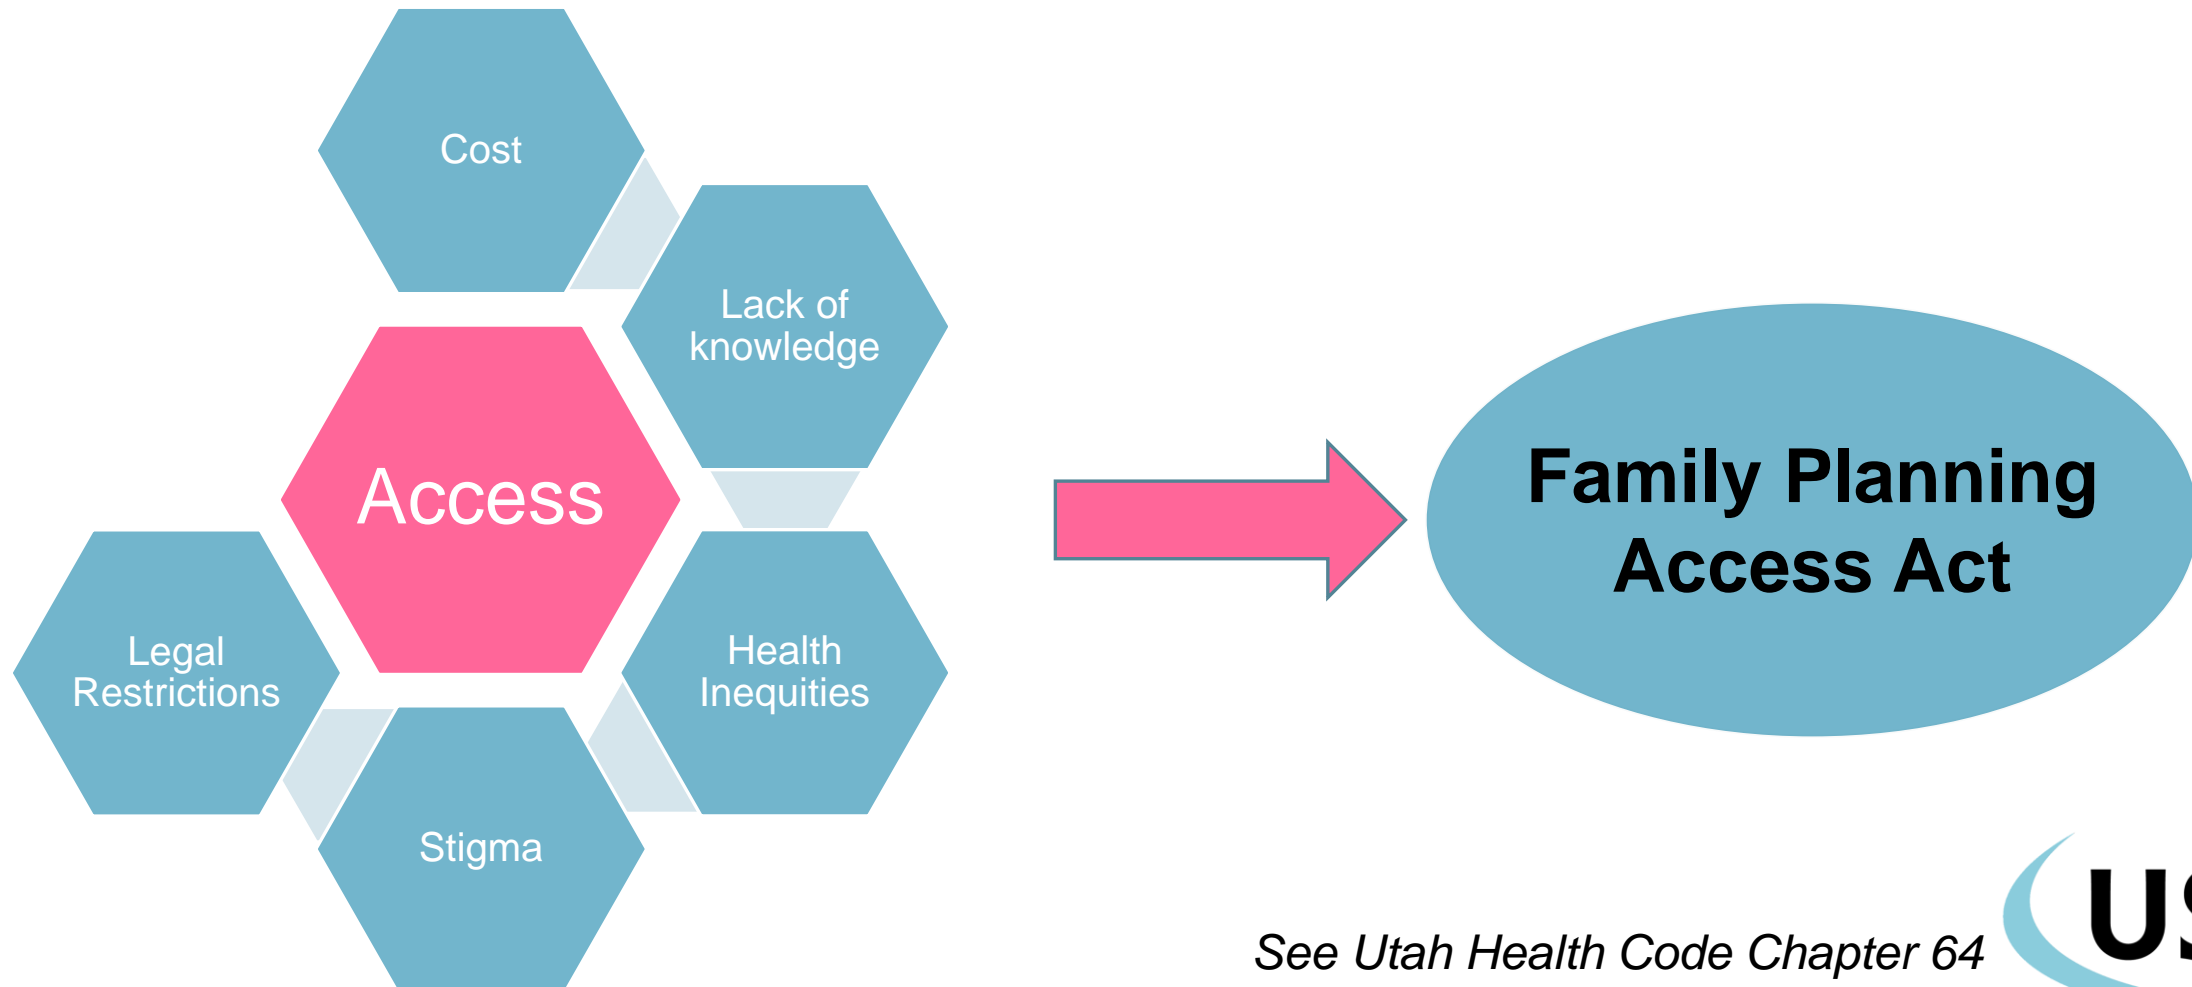 Cost
Lack of
knowledge
Access
Legal
Restrictions
Health
Inequities
Stigma
Family Planning
Access Act
See Utah Health Code Chapter 64